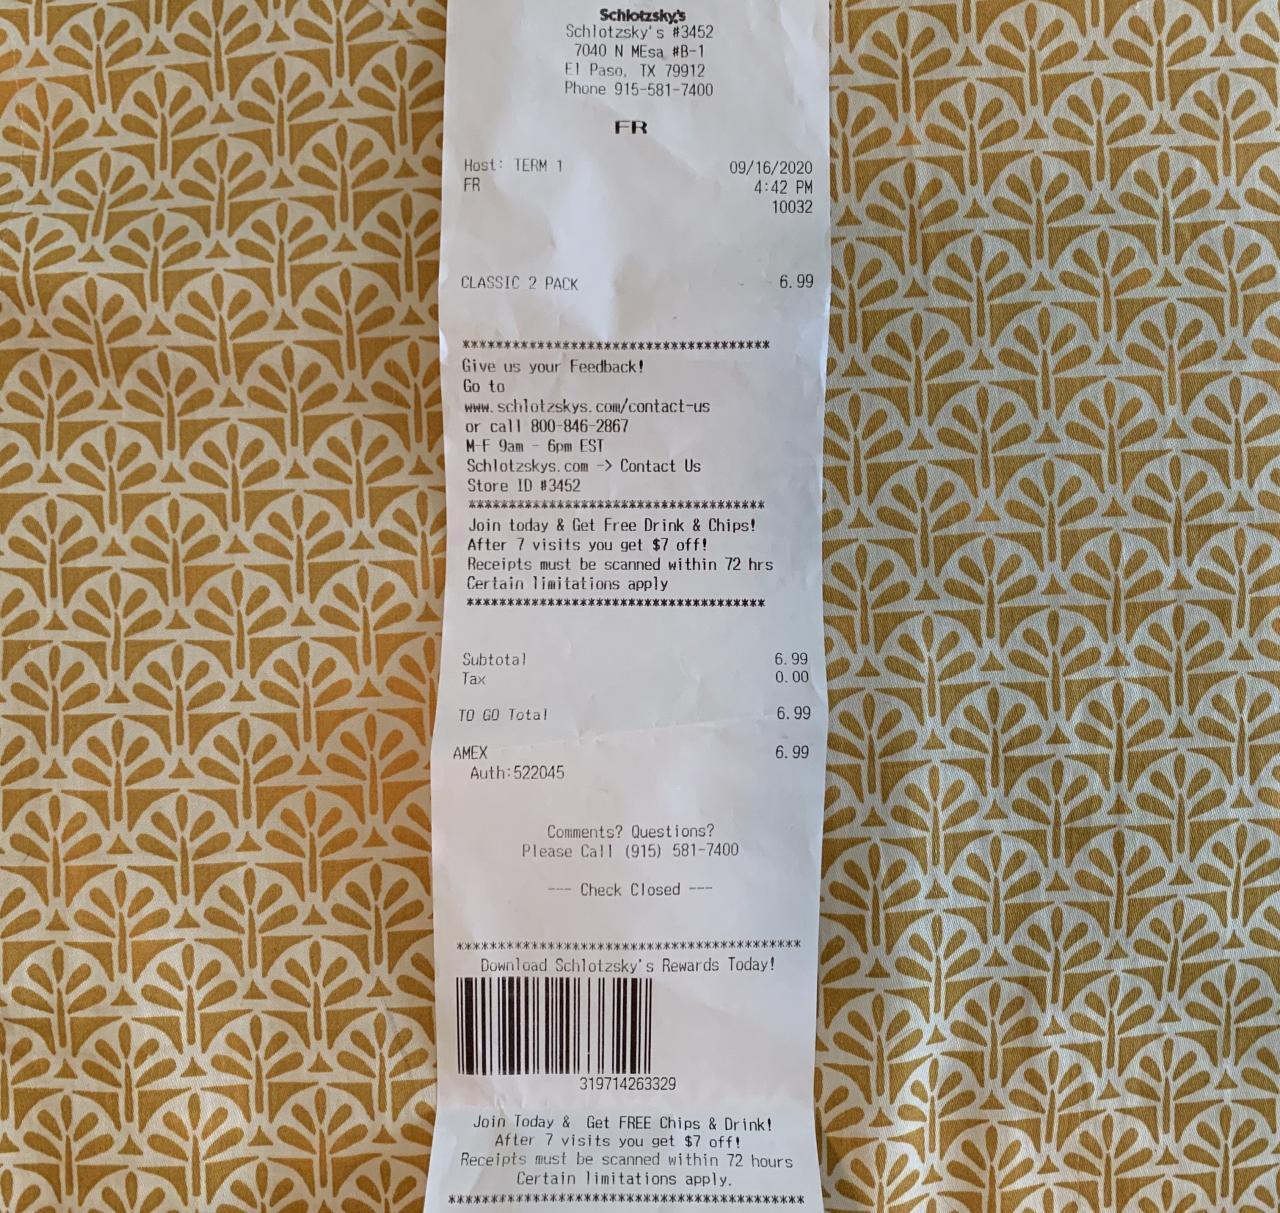 Schlotzsky's
Schlotzsky's #3452
7040 N MEsa #B-1
El Paso, TX 79912
Phone 915-581-7400
FR
Host: TERM 1 09/16/2020
FR 4:42 PM
10032
CLASSIC 2 PACK 6.99
*************************************
Give us your Feedback!
Go to
www.schlotzskys.com/contact-us
or call 800-846-2867
M-F 9am - 6pm EST
Schlotzskys.com -> Contact Us
Store ID #3452
************************************
Join today & Get Free Drink & Chips!
After 7 visits you get $7 off!
Receipts must be scanned within 72 hrs
Certain limitations apply
************************************
Subtotal 6.99
Tax 0.00
TO GO Total 6.99
AMEX 6.99
Auth:522045
Comments? Questions?
Please Call (915) 581-7400
--- Check Closed ---
******************************************
Download Schlotzsky's Rewards Today!
319714263329
Join Today &  Get FREE Chips & Drink!
After 7 visits you get $7 off!
Receipts must be scanned within 72 hours
Certain limitations apply.
*******************************************